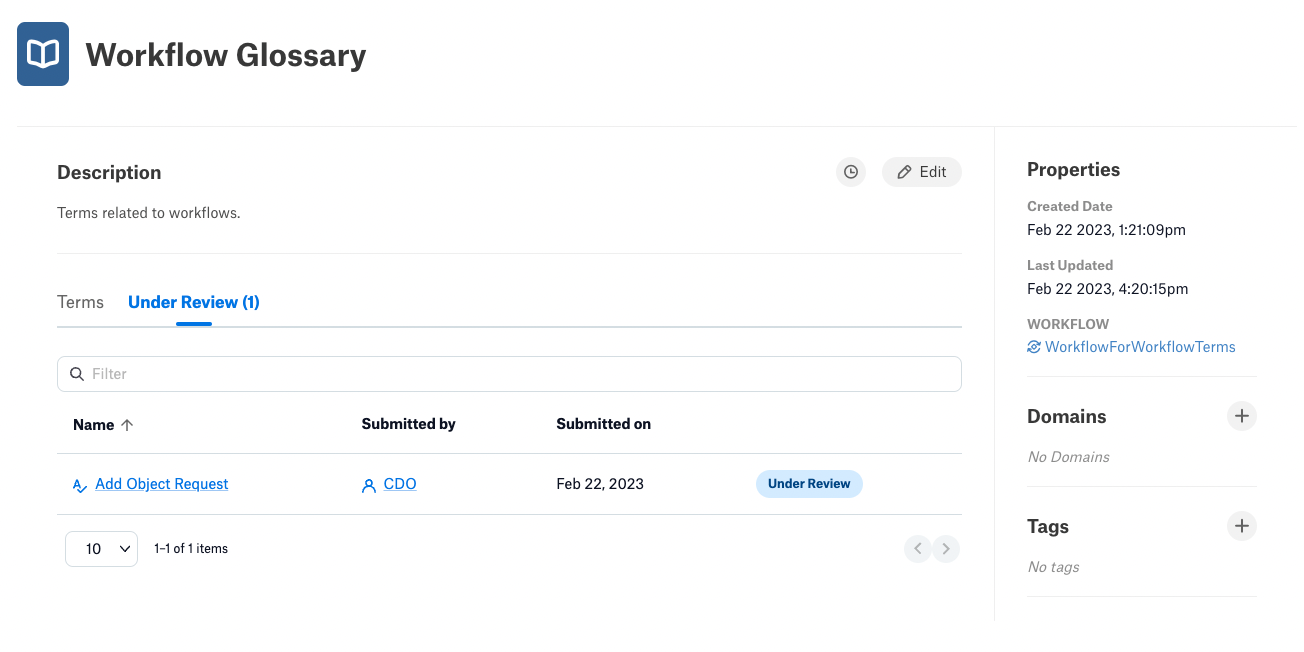 Workflow Glossary
Description
Edit
Terms related to workflows.
Terms Under Review (1)
Filter
Name Submitted by Submitted on
Add Object Request CDO Feb 22, 2023 Under Review
10 1–1 of 1 items
Properties
Created Date
Feb 22 2023, 1:21:09pm
Last Updated
Feb 22 2023, 4:20:15pm
WORKFLOW
WorkflowForWorkflowTerms
Domains
No Domains
Tags
No tags